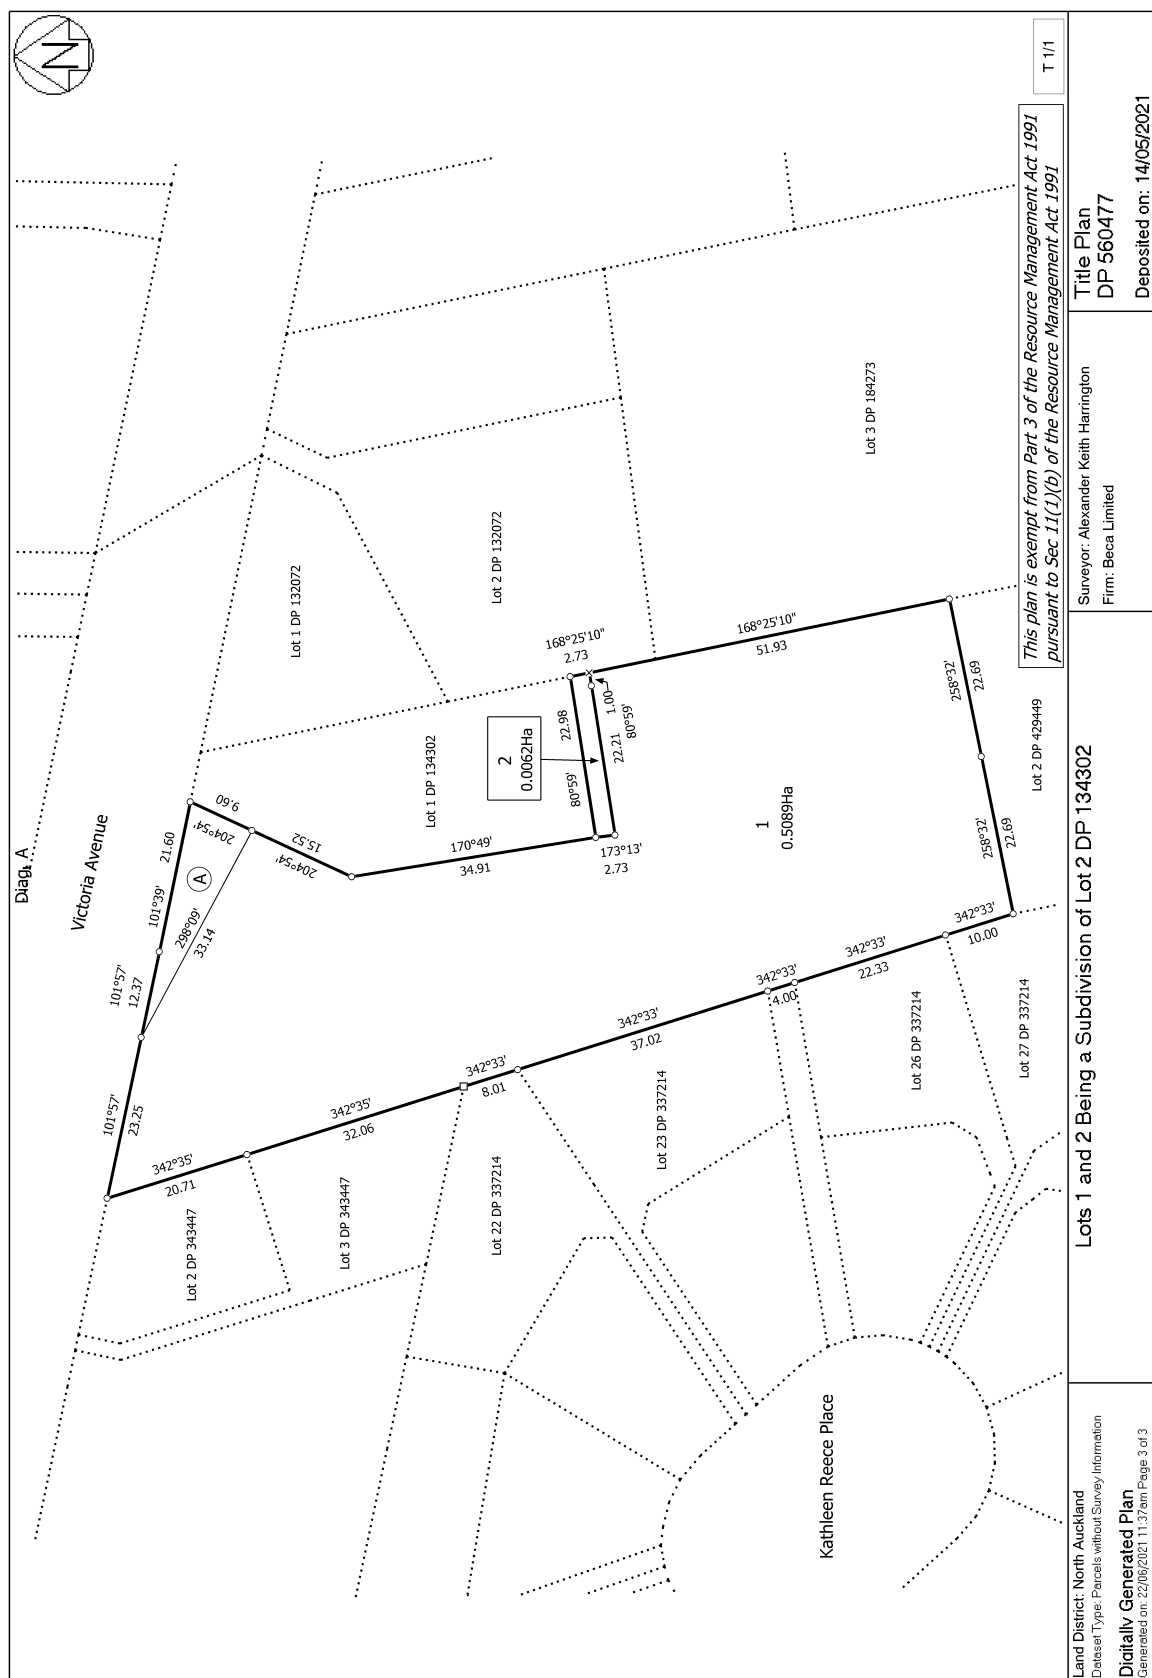 N
T 1/1
Diag. A
Victoria Avenue
Lot 1 DP 132072
Lot 2 DP 132072
Lot 3 DP 184273
Lot 1 DP 134302
Lot 2 DP 429449
A
101°57'
23.25
101°57'
12.37
101°39'
21.60
298°09'
33.14
204°54'
9.60
204°54'
15.52
170°49'
34.91
80°59'
22.98
168°25'10"
2.73
1.00
80°59'
22.21
173°13'
2.73
2
0.0062Ha
168°25'10"
51.93
1
0.5089Ha
258°32'
22.69
258°32'
22.69
342°35'
20.71
342°35'
32.06
342°33'
8.01
342°33'
37.02
342°33'
4.00
342°33'
22.33
342°33'
10.00
Lot 2 DP 343447
Lot 3 DP 343447
Lot 22 DP 337214
Lot 23 DP 337214
Lot 26 DP 337214
Lot 27 DP 337214
Kathleen Reece Place
This plan is exempt from Part 3 of the Resource Management Act 1991
pursuant to Sec 11(1)(b) of the Resource Management Act 1991
Land District: North Auckland
Dataset Type: Parcels without Survey Information
Digitally Generated Plan
Generated on: 22/06/2021 11:37am Page 3 of 3
Lots 1 and 2 Being a Subdivision of Lot 2 DP 134302
Surveyor: Alexander Keith Harrington
Firm: Beca Limited
Title Plan
DP 560477
Deposited on: 14/05/2021